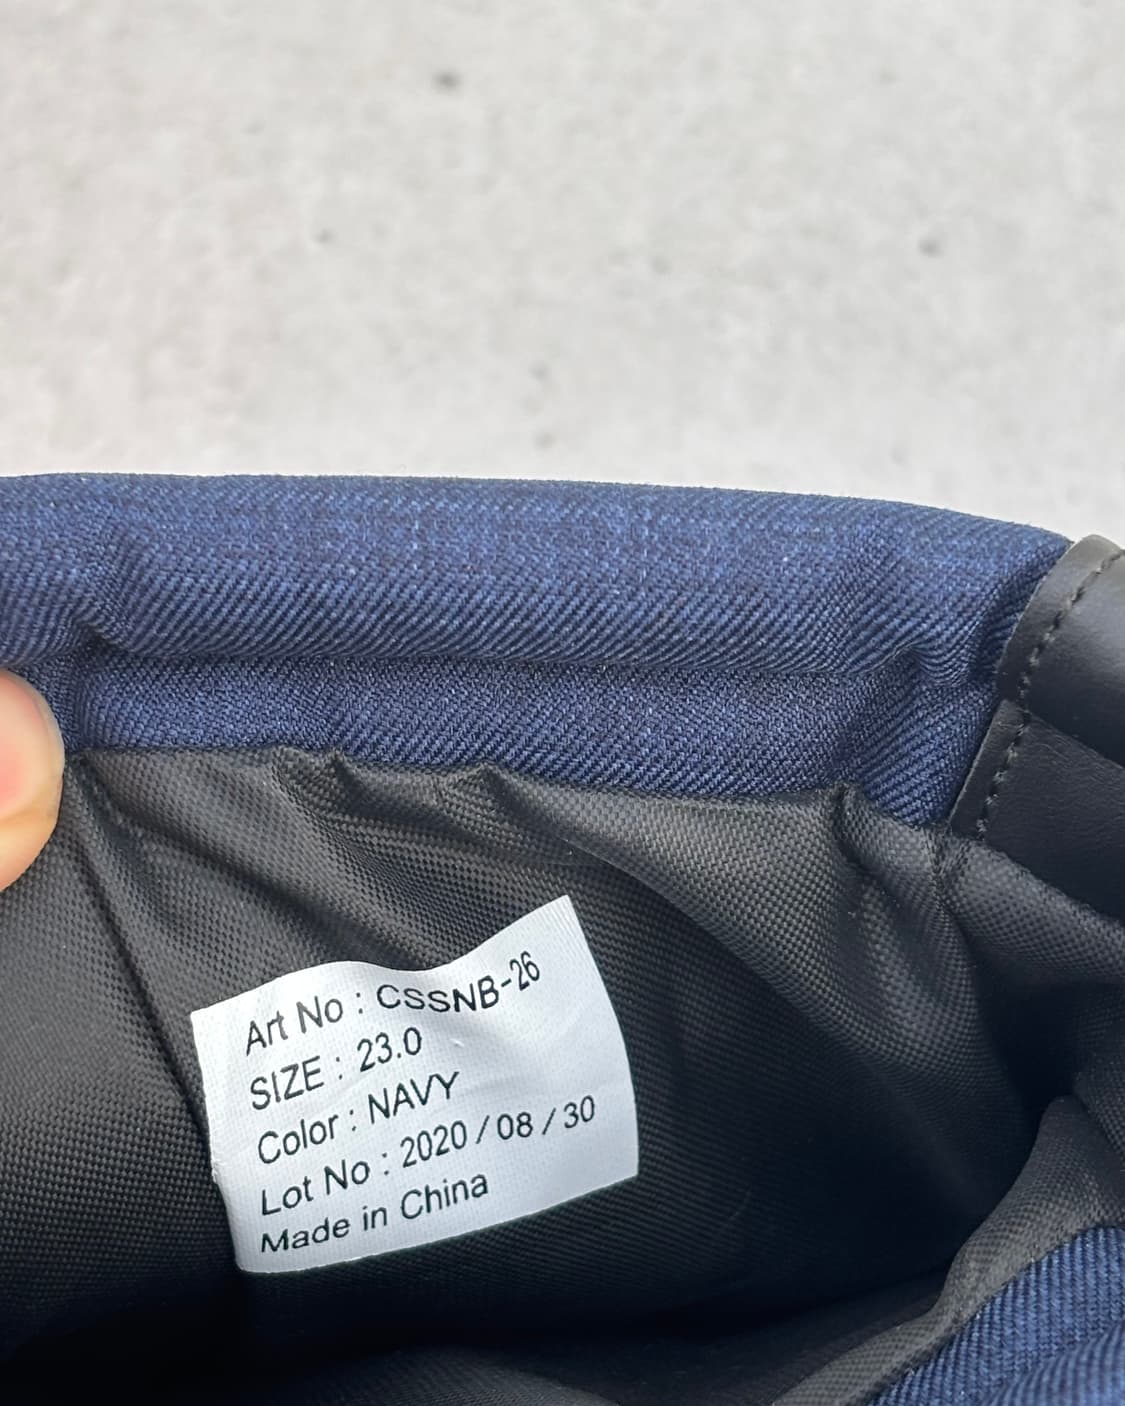 Art No : CSSNB-26
SIZE : 23.0
Color : NAVY
Lot No : 2020 / 08 / 30
Made in China